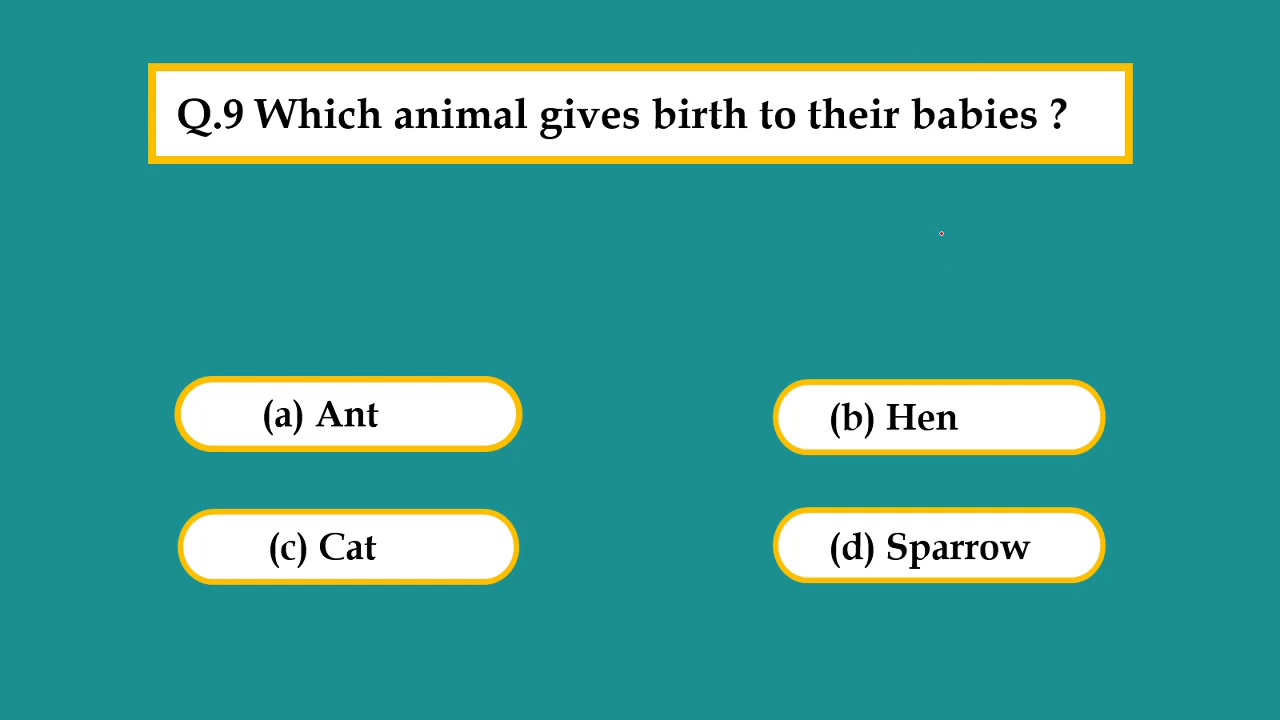 Q.9 Which animal gives birth to their babies ?
(a) Ant
(b) Hen
(c) Cat
(d) Sparrow